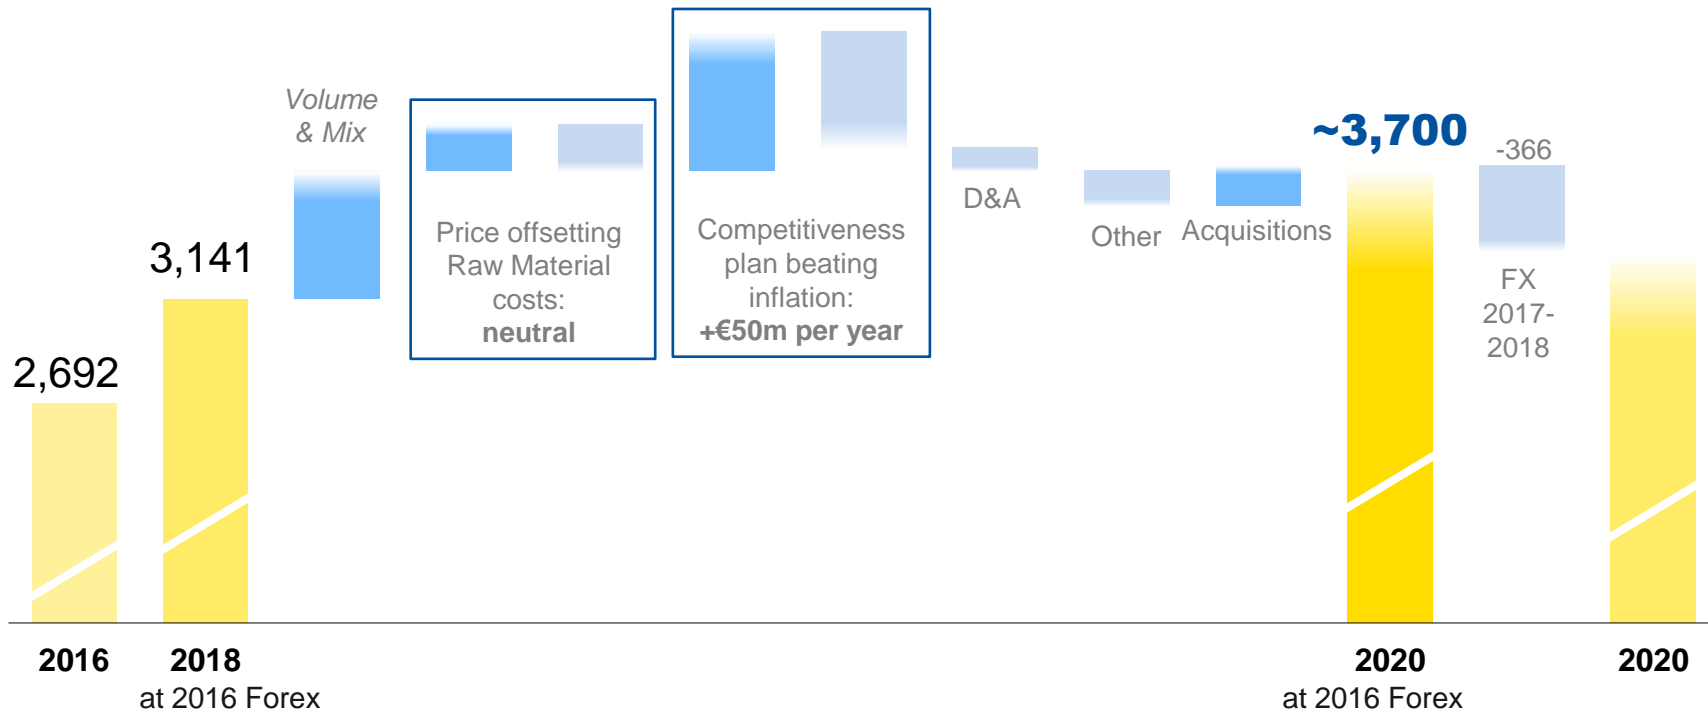 Volume
& Mix
~3,700
-366
2,692
3,141
Price offsetting
Raw Material
costs:
neutral
Competitiveness
plan beating
inflation:
+€50m per year
D&A
Other
Acquisitions
FX
2017-
2018
2016
2018
at 2016 Forex
2020
at 2016 Forex
2020